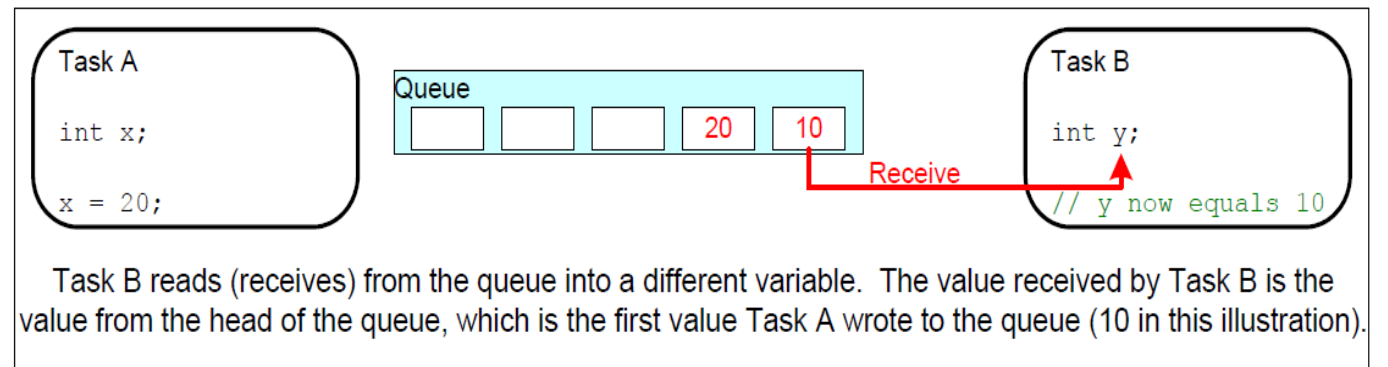 Task A
int x;
x = 20;
Queue
20
10
Receive
Task B
int y;
// y now equals 10
Task B reads (receives) from the queue into a different variable. The value received by Task B is the
value from the head of the queue, which is the first value Task A wrote to the queue (10 in this illustration).